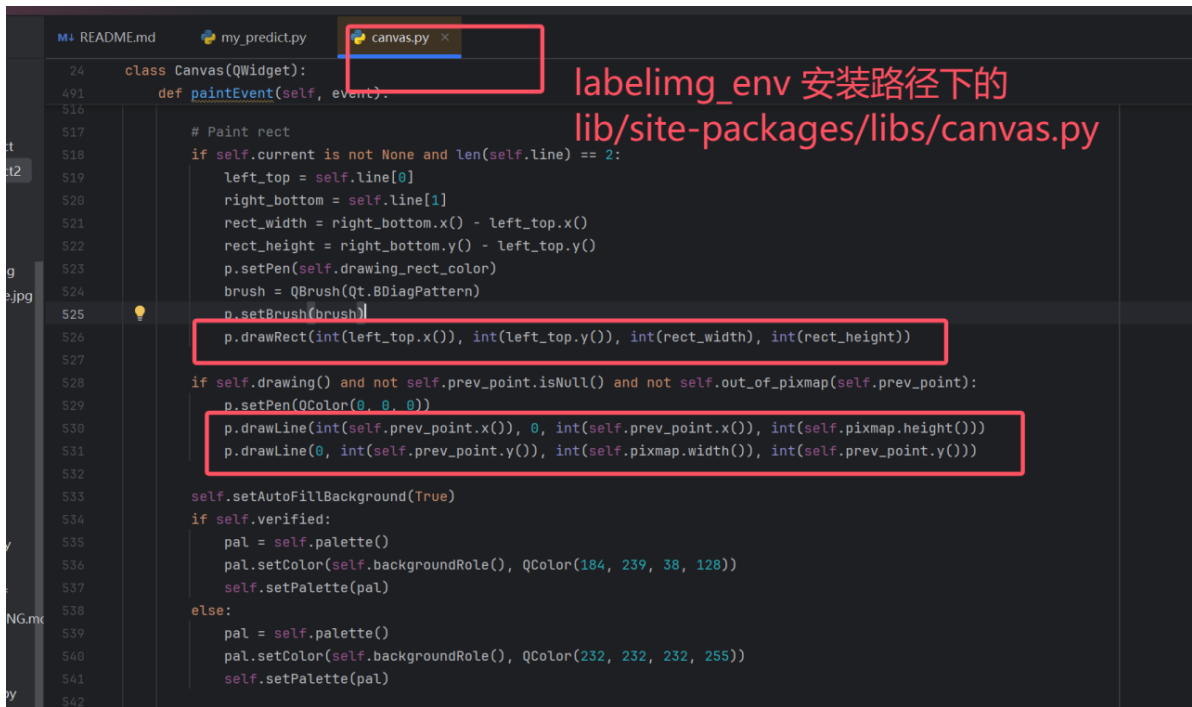 README.md
my_predict.py
canvas.py ×
labelimg_env 安装路径下的
lib/site-packages/libs/canvas.py
24 class Canvas(QWidget):
491 def paintEvent(self, event):
516
517 # Paint rect
518 if self.current is not None and len(self.line) == 2:
519 left_top = self.line[0]
520 right_bottom = self.line[1]
521 rect_width = right_bottom.x() - left_top.x()
522 rect_height = right_bottom.y() - left_top.y()
523 p.setPen(self.drawing_rect_color)
524 brush = QBrush(Qt.BDiagPattern)
525 p.setBrush(brush)
526 p.drawRect(int(left_top.x()), int(left_top.y()), int(rect_width), int(rect_height))
527
528 if self.drawing() and not self.prev_point.isNull() and not self.out_of_pixmap(self.prev_point):
529 p.setPen(QColor(0, 0, 0))
530 p.drawLine(int(self.prev_point.x()), 0, int(self.prev_point.x()), int(self.pixmap.height()))
531 p.drawLine(0, int(self.prev_point.y()), int(self.pixmap.width()), int(self.prev_point.y()))
532
533 self.setAutoFillBackground(True)
534 if self.verified:
535 pal = self.palette()
536 pal.setColor(self.backgroundRole(), QColor(184, 239, 38, 128))
537 self.setPalette(pal)
538 else:
539 pal = self.palette()
540 pal.setColor(self.backgroundRole(), QColor(232, 232, 232, 255))
541 self.setPalette(pal)
542